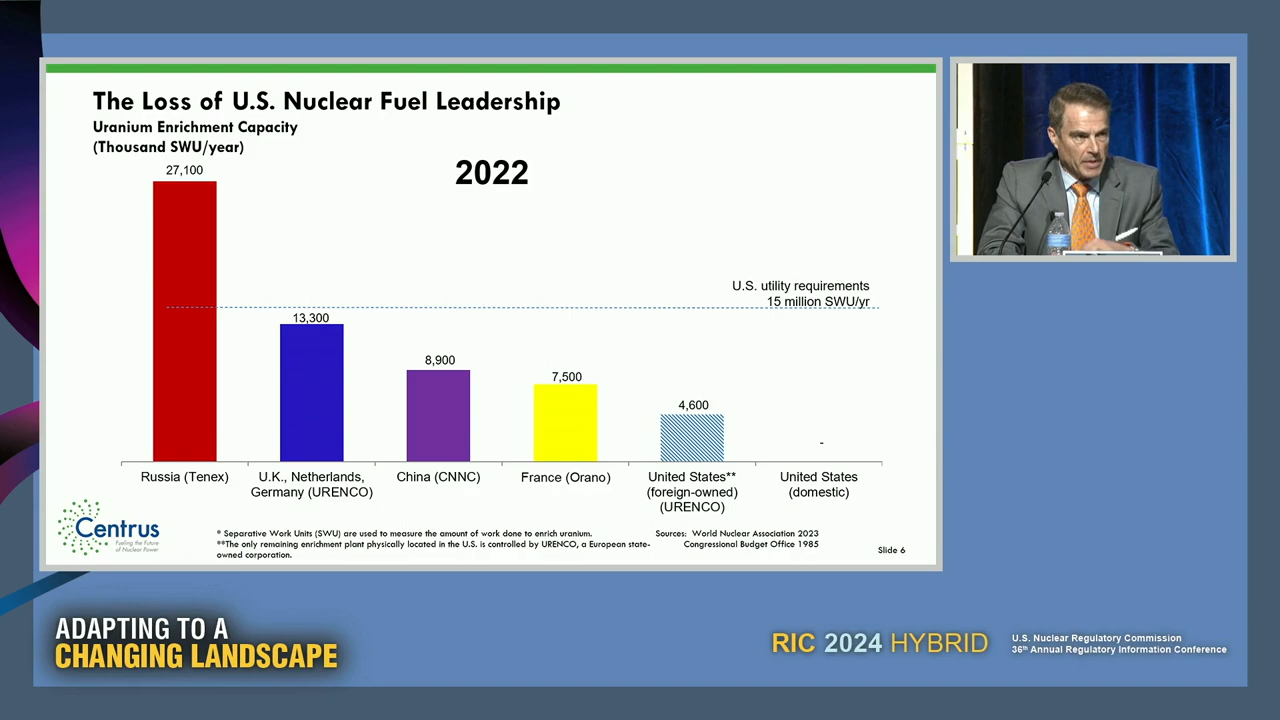 The Loss of U.S. Nuclear Fuel Leadership
Uranium Enrichment Capacity
(Thousand SWU/year)
2022
27,100
13,300
8,900
7,500
4,600
-
U.S. utility requirements
15 million SWU/yr
Russia (Tenex)
U.K., Netherlands,
Germany (URENCO)
China (CNNC)
France (Orano)
United States**
(foreign-owned)
(URENCO)
United States
(domestic)
Centrus
Fueling the Future
of Nuclear Power
* Separative Work Units (SWU) are used to measure the amount of work done to enrich uranium.
**The only remaining enrichment plant physically located in the U.S. is controlled by URENCO, a European state-
owned corporation.
Sources: World Nuclear Association 2023
Congressional Budget Office 1985
Slide 6
ADAPTING TO A
CHANGING LANDSCAPE
RIC 2024 HYBRID
U.S. Nuclear Regulatory Commission
36th Annual Regulatory Information Conference